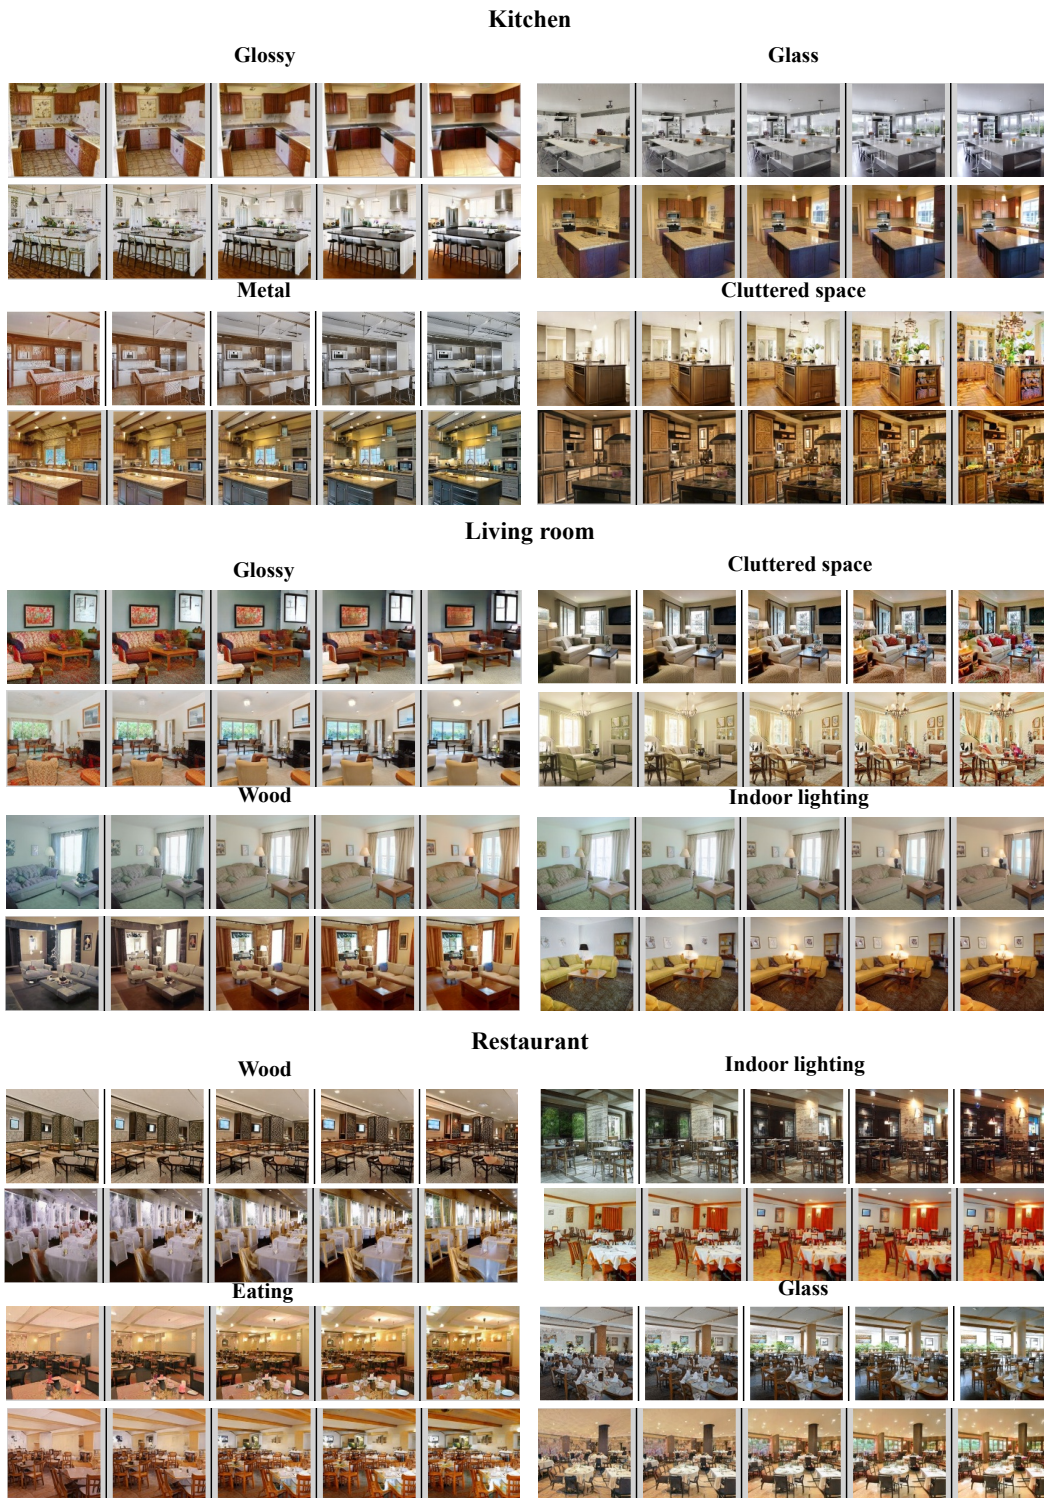 Kitchen
Glossy
Glass
Metal
Cluttered space
Living room
Glossy
Cluttered space
Wood
Indoor lighting
Restaurant
Wood
Indoor lighting
Eating
Glass